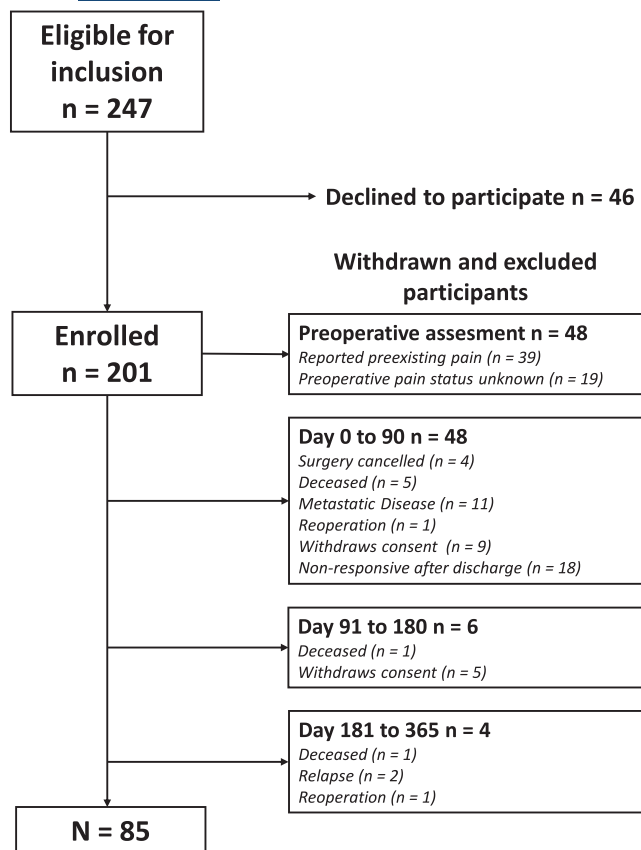 Eligible for
inclusion
n = 247
Declined to participate n = 46
Withdrawn and excluded
participants
Enrolled
n = 201
Preoperative assesment n = 48
Reported preexisting pain (n = 39)
Preoperative pain status unknown (n = 19)
Day 0 to 90 n = 48
Surgery cancelled (n = 4)
Deceased (n = 5)
Metastatic Disease (n = 11)
Reoperation (n = 1)
Withdraws consent (n = 9)
Non-responsive after discharge (n = 18)
Day 91 to 180 n = 6
Deceased (n = 1)
Withdraws consent (n = 5)
Day 181 to 365 n = 4
Deceased (n = 1)
Relapse (n = 2)
Reoperation (n = 1)
N = 85